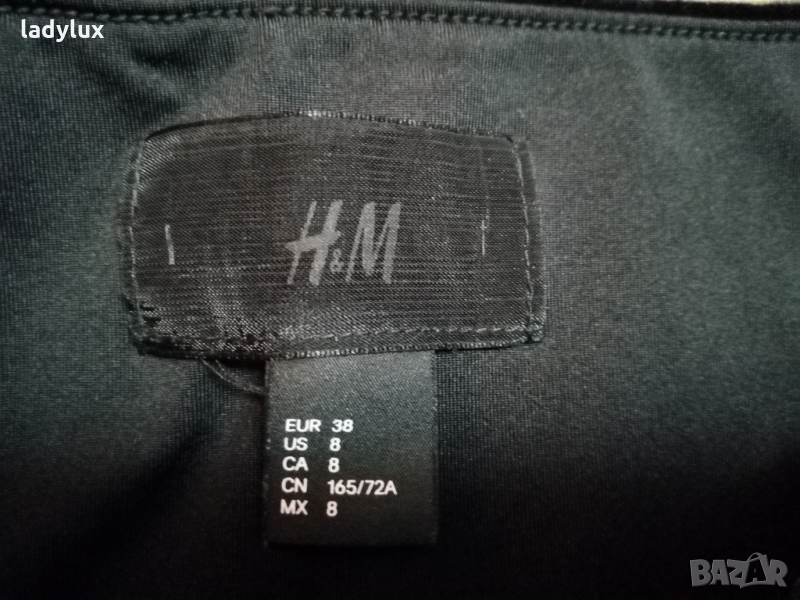 ladylux
H&M
EUR 38
US 8
CA 8
CN 165/72A
MX 8
BAZAR